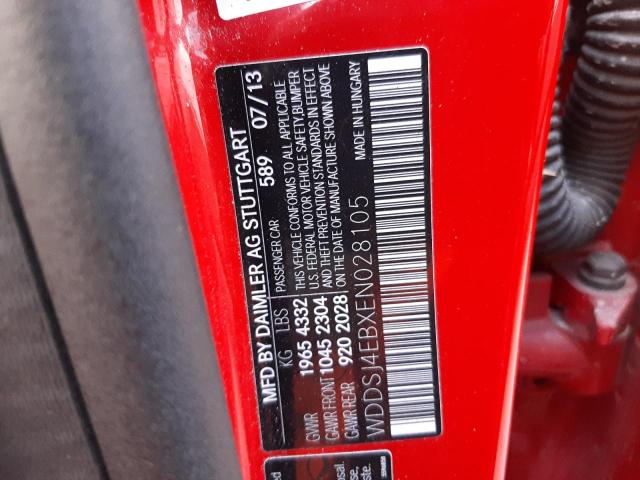 MFD BY DAIMLER AG STUTTGART
KG LBS PASSENGER CAR 589 07/13
GVWR 1965 4332 THIS VEHICLE CONFORMS TO ALL APPLICABLE
U.S. FEDERAL MOTOR VEHICLE SAFETY, BUMPER
GAWR FRONT 1045 2304 AND THEFT PREVENTION STANDARDS IN EFFECT
GAWR REAR 920 2028 ON THE DATE OF MANUFACTURE SHOWN ABOVE
WDDSJ4EBXEN028105 MADE IN HUNGARY